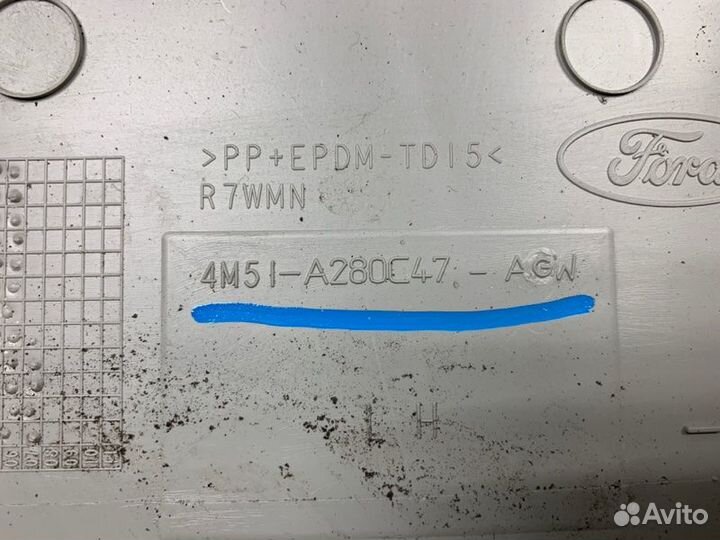 >PP+EPDM-TD15<
R7WMN
Ford
4M51-A280C47-AGW
LH
Avito